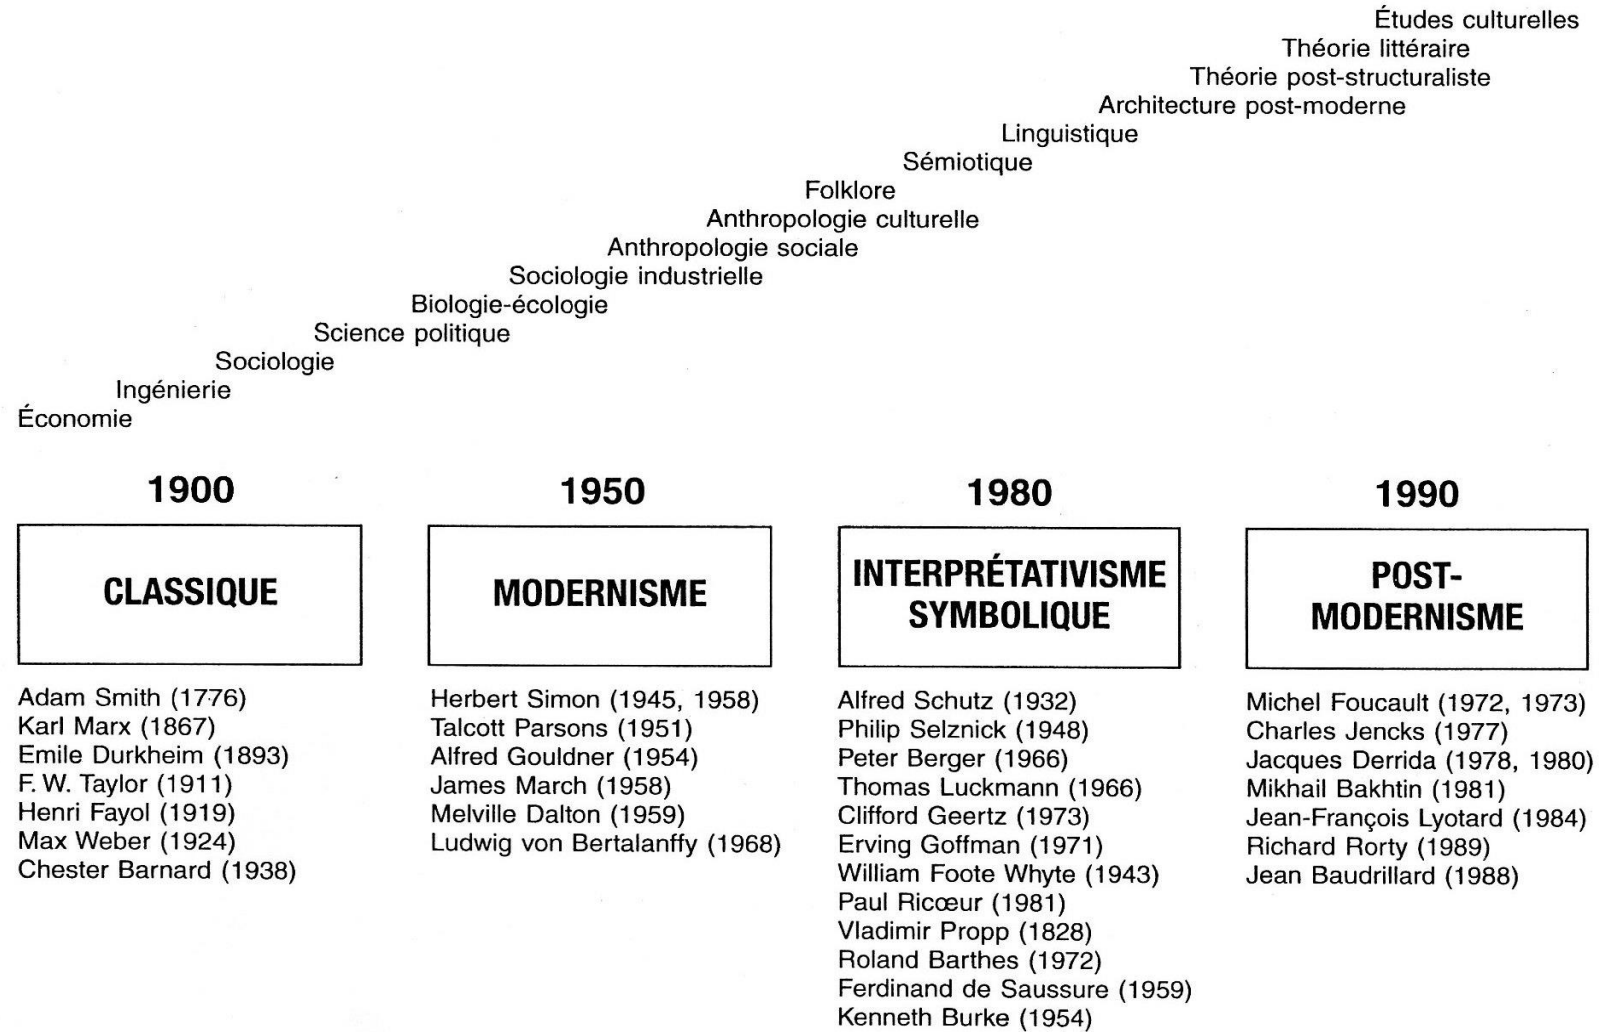 Études culturelles
Théorie littéraire
Théorie post-structuraliste
Architecture post-moderne
Linguistique
Sémiotique
Folklore
Anthropologie culturelle
Anthropologie sociale
Sociologie industrielle
Biologie-écologie
Science politique
Sociologie
Ingénierie
Économie
1900
CLASSIQUE
Adam Smith (1776)
Karl Marx (1867)
Emile Durkheim (1893)
F. W. Taylor (1911)
Henri Fayol (1919)
Max Weber (1924)
Chester Barnard (1938)
1950
MODERNISME
Herbert Simon (1945, 1958)
Talcott Parsons (1951)
Alfred Gouldner (1954)
James March (1958)
Melville Dalton (1959)
Ludwig von Bertalanffy (1968)
1980
INTERPRÉTATIVISME
SYMBOLIQUE
Alfred Schutz (1932)
Philip Selznick (1948)
Peter Berger (1966)
Thomas Luckmann (1966)
Clifford Geertz (1973)
Erving Goffman (1971)
William Foote Whyte (1943)
Paul Ricœur (1981)
Vladimir Propp (1828)
Roland Barthes (1972)
Ferdinand de Saussure (1959)
Kenneth Burke (1954)
1990
POST-
MODERNISME
Michel Foucault (1972, 1973)
Charles Jencks (1977)
Jacques Derrida (1978, 1980)
Mikhail Bakhtin (1981)
Jean-François Lyotard (1984)
Richard Rorty (1989)
Jean Baudrillard (1988)